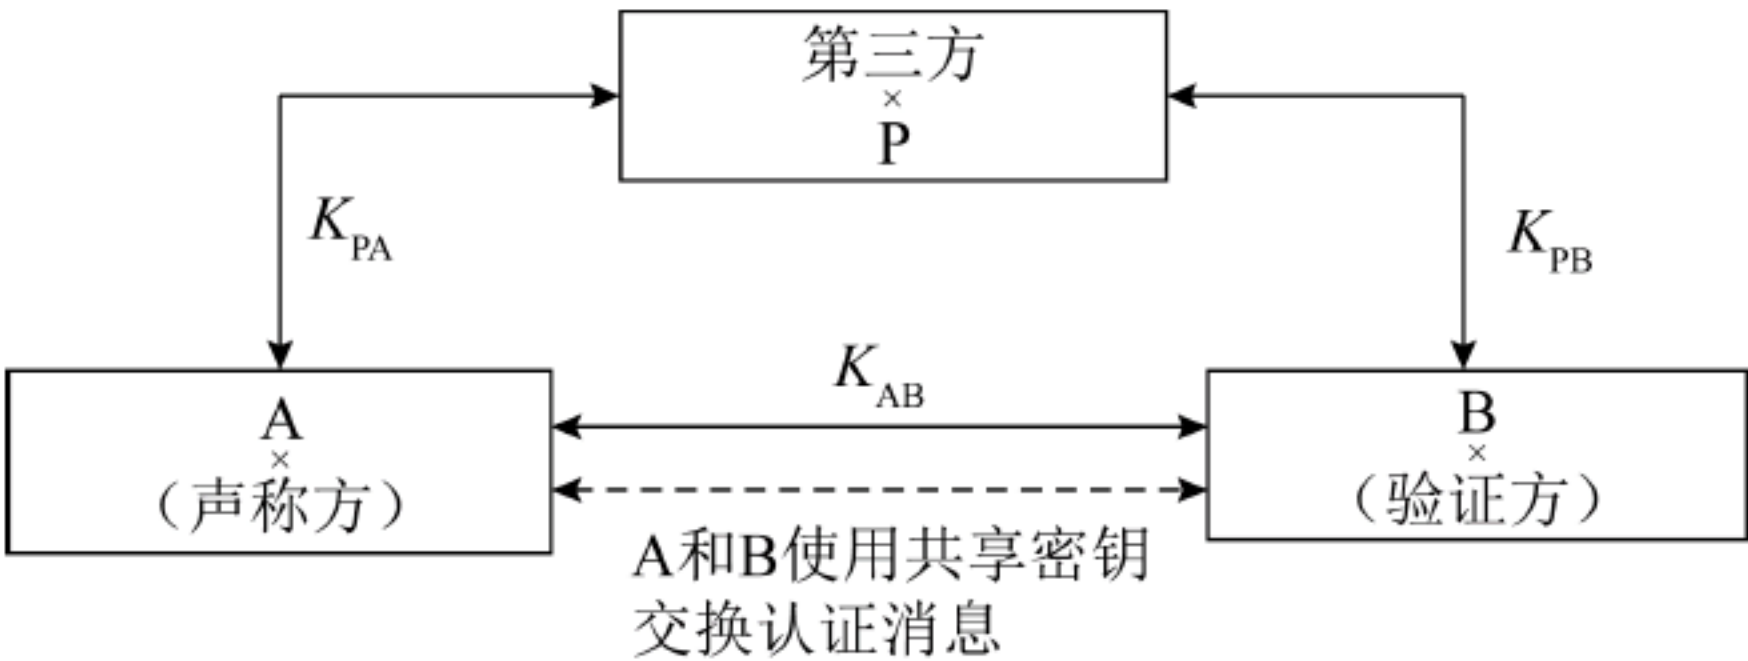 第三方
×
P
K_PA
K_PB
K_AB
A
×
（声称方）
B
×
（验证方）
A和B使用共享密钥
交换认证消息